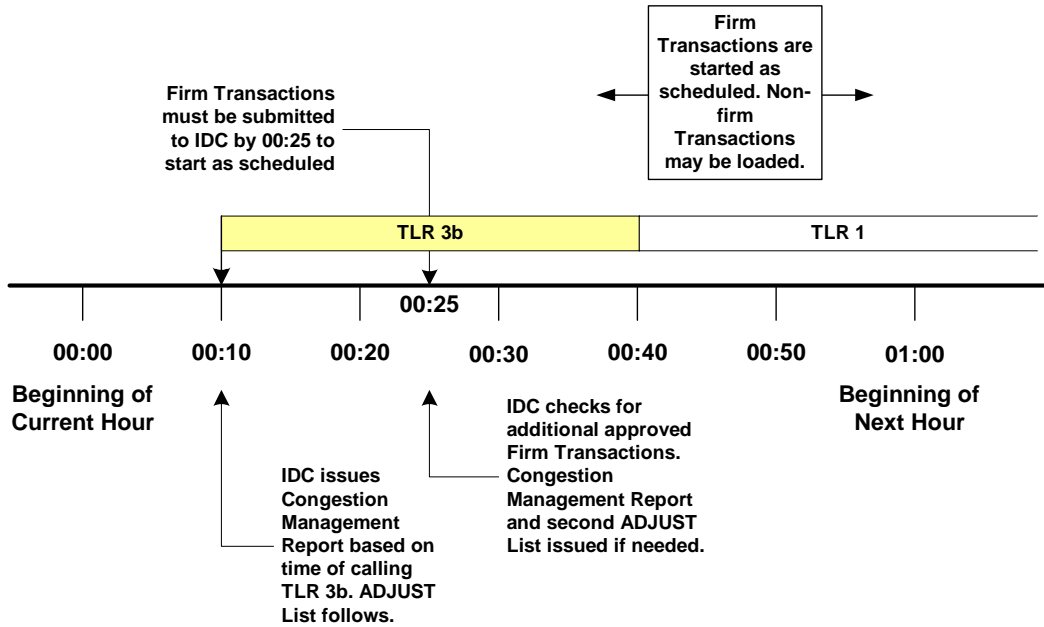 Firm
Transactions are
started as
scheduled. Non-
firm
Transactions
may be loaded.
Firm Transactions
must be submitted
to IDC by 00:25 to
start as scheduled
TLR 3b
TLR 1
00:25
00:00
00:10
00:20
00:30
00:40
00:50
01:00
Beginning of
Current Hour
Beginning of
Next Hour
IDC issues
Congestion
Management
Report based on
time of calling
TLR 3b. ADJUST
List follows.
IDC checks for
additional approved
Firm Transactions.
Congestion
Management Report
and second ADJUST
List issued if needed.